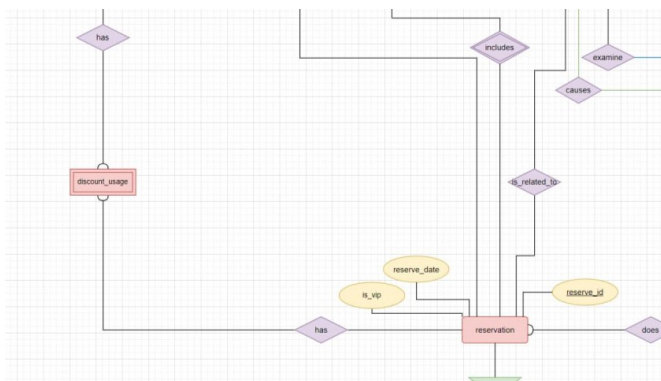 has
includes
examine
causes
discount_usage
is_related_to
reserve_date
is_vip
reserve_id
has
reservation
does